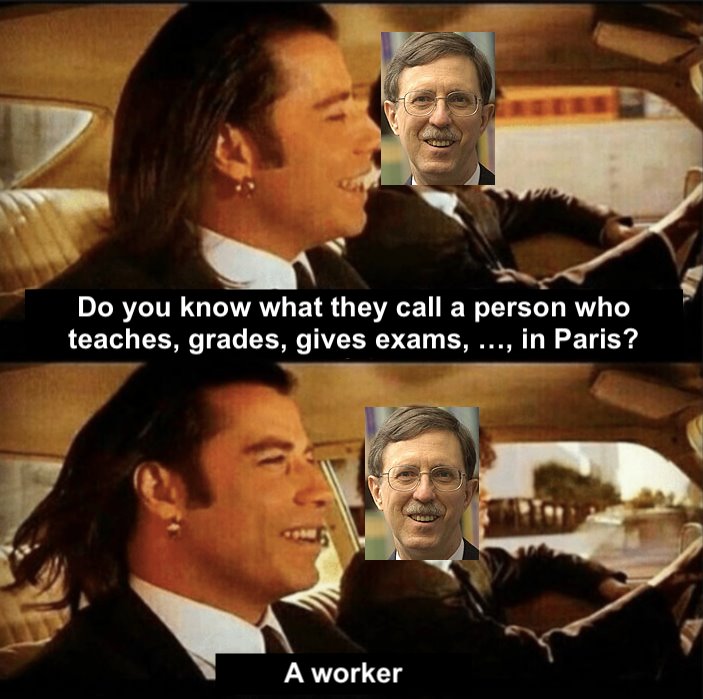 Do you know what they call a person who
teaches, grades, gives exams, ..., in Paris?
A worker